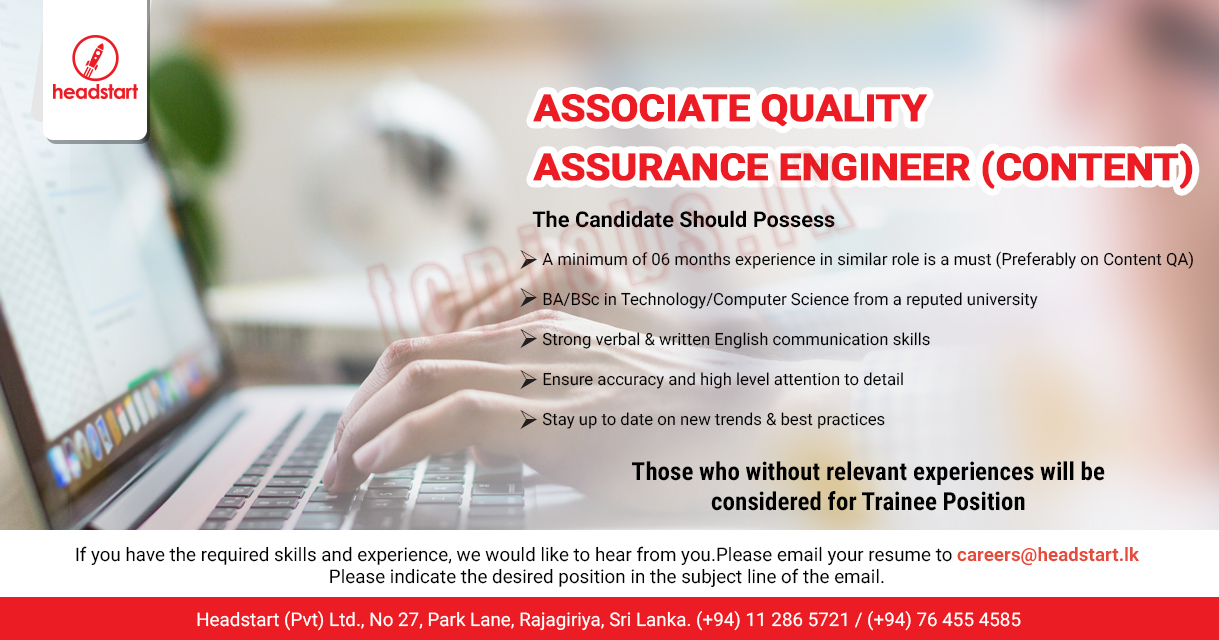 headstart
ASSOCIATE QUALITY
ASSURANCE ENGINEER (CONTENT)
The Candidate Should Possess
A minimum of 06 months experience in similar role is a must (Preferably on Content QA)
BA/BSc in Technology/Computer Science from a reputed university
Strong verbal & written English communication skills
Ensure accuracy and high level attention to detail
Stay up to date on new trends & best practices
Those who without relevant experiences will be
considered for Trainee Position
If you have the required skills and experience, we would like to hear from you.Please email your resume to careers@headstart.lk
Please indicate the desired position in the subject line of the email.
Headstart (Pvt) Ltd., No 27, Park Lane, Rajagiriya, Sri Lanka. (+94) 11 286 5721 / (+94) 76 455 4585
topjobs.lk